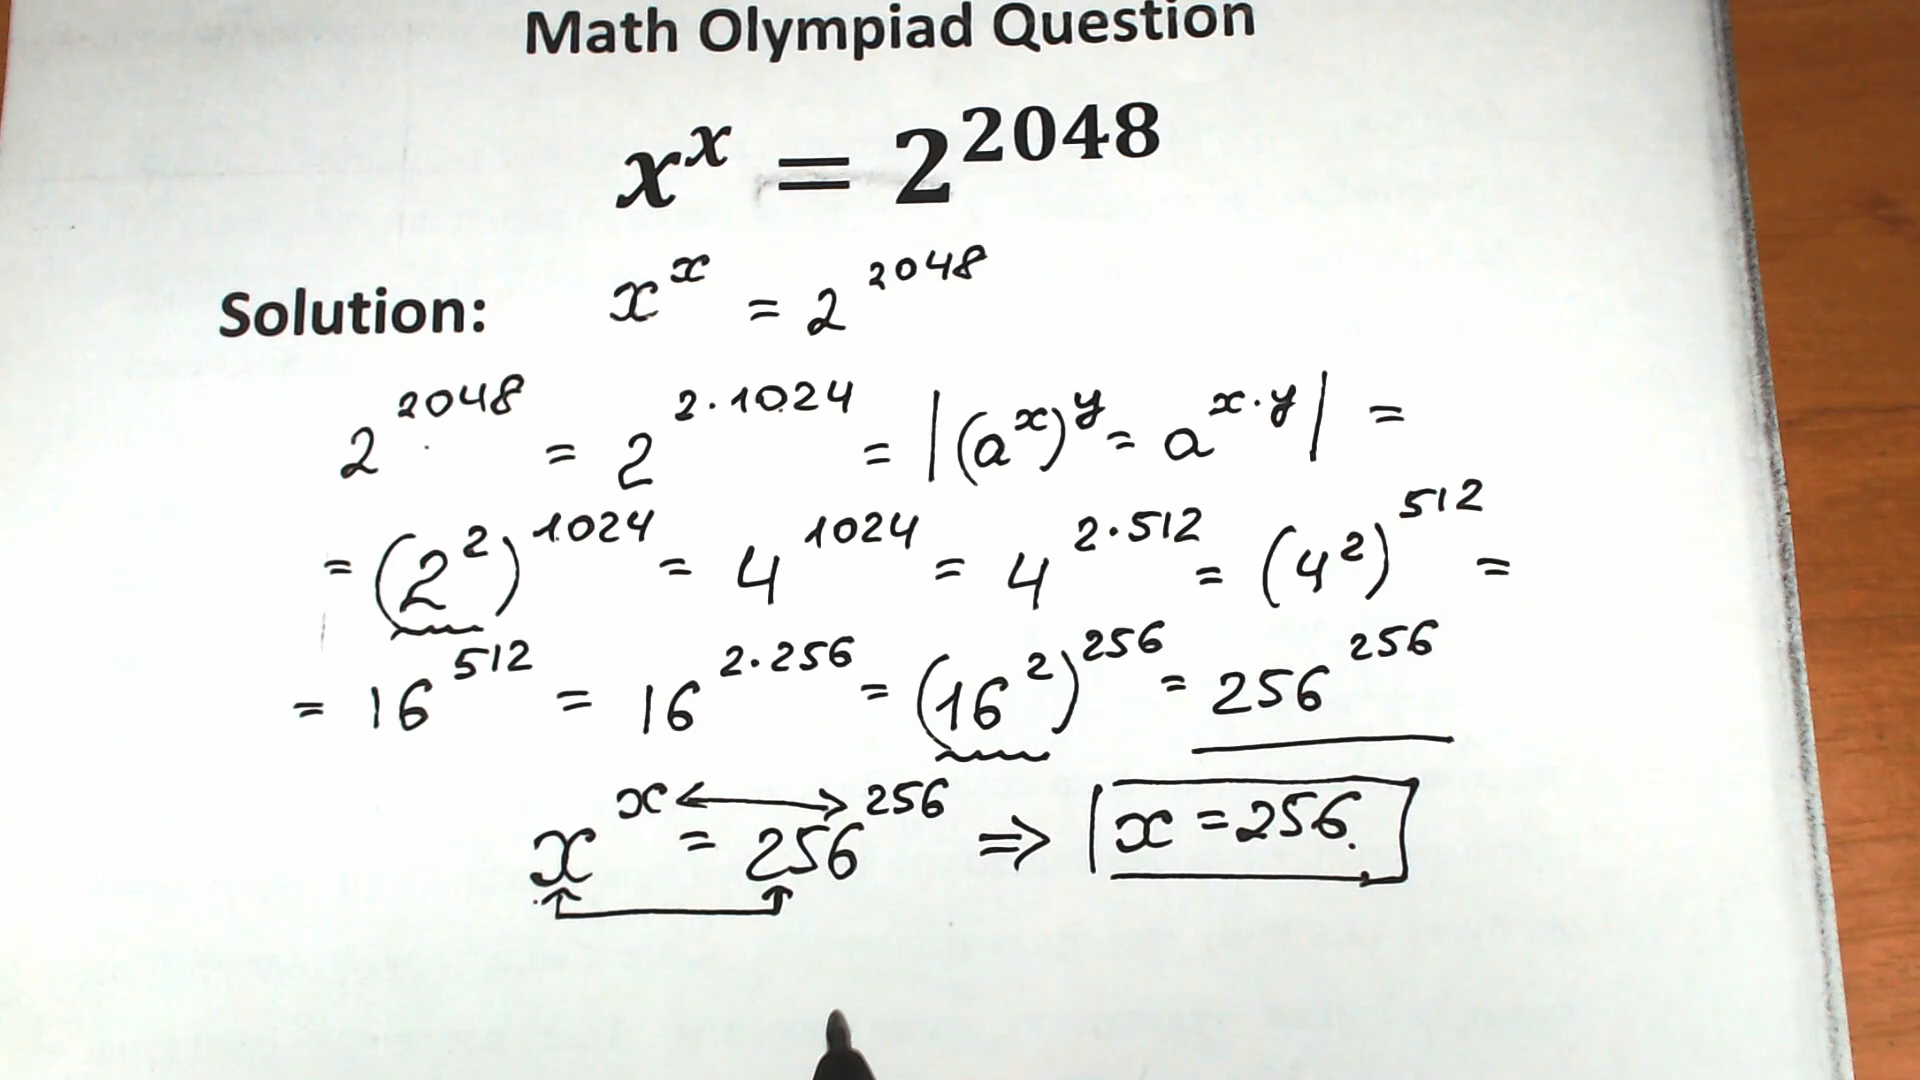 Math Olympiad Question
x^x = 2^2048
Solution: x^x = 2^2048
2^2048 = 2^2·1024 = |(a^x)^y = a^x·y| =
= (2^2)^1024 = 4^1024 = 4^2·512 = (4^2)^512 =
= 16^512 = 16^2·256 = (16^2)^256 = 256^256
x^x = 256^256 ⇒ x = 256.